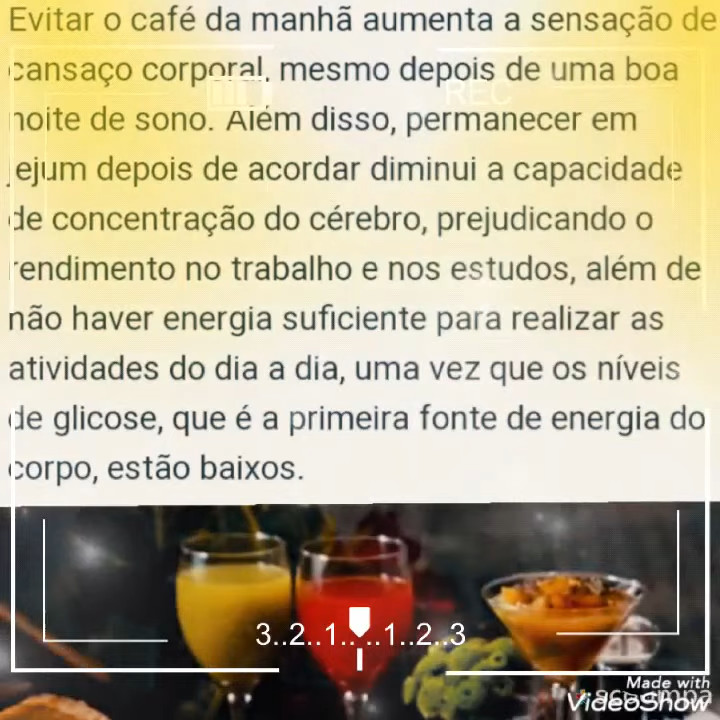 Evitar o café da manhã aumenta a sensação de
cansaço corporal, mesmo depois de uma boa
REC
noite de sono. Além disso, permanecer em
jejum depois de acordar diminui a capacidade
de concentração do cérebro, prejudicando o
rendimento no trabalho e nos estudos, além de
não haver energia suficiente para realizar as
atividades do dia a dia, uma vez que os níveis
de glicose, que é a primeira fonte de energia do
corpo, estão baixos.
3..2..1.. ..1..2..3
Made with
VideoShow